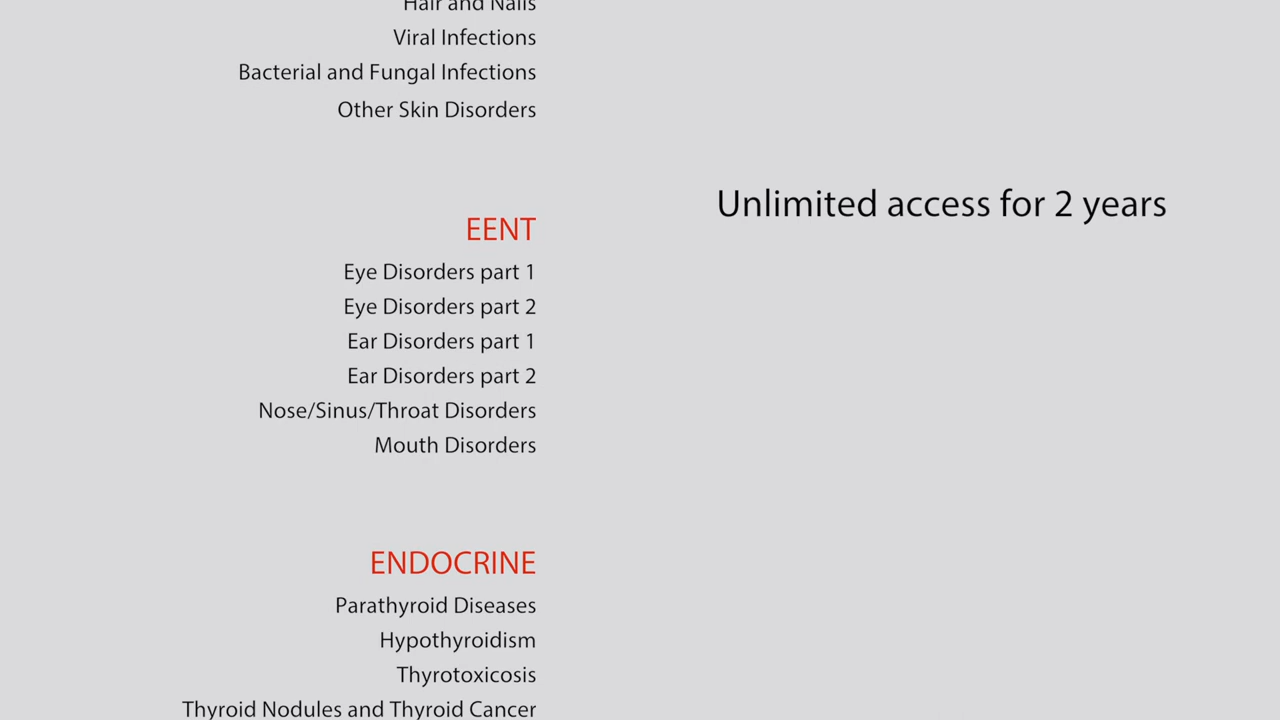 Hair and Nails
Viral Infections
Bacterial and Fungal Infections
Other Skin Disorders
EENT
Eye Disorders part 1
Eye Disorders part 2
Ear Disorders part 1
Ear Disorders part 2
Nose/Sinus/Throat Disorders
Mouth Disorders
ENDOCRINE
Parathyroid Diseases
Hypothyroidism
Thyrotoxicosis
Thyroid Nodules and Thyroid Cancer
Unlimited access for 2 years